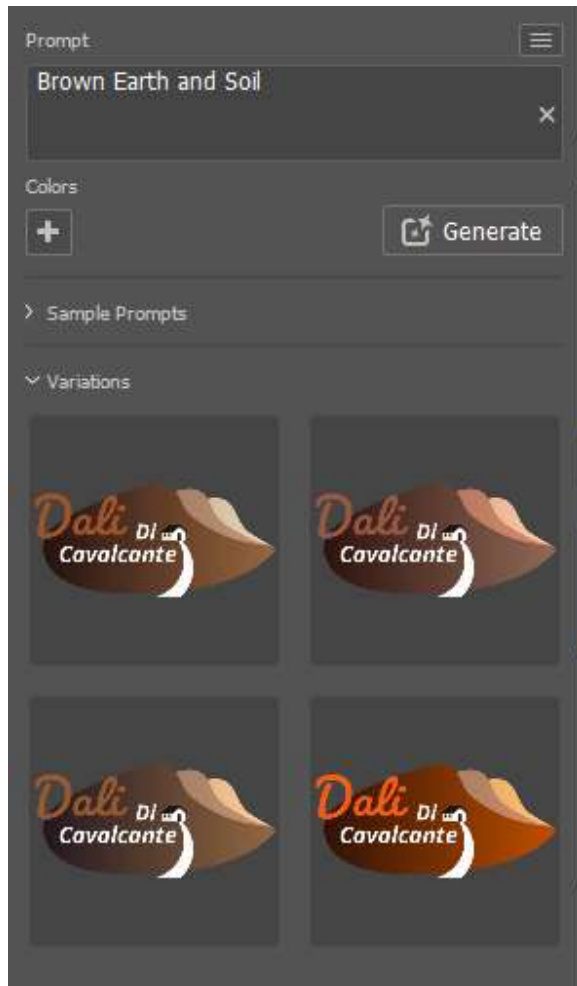 Prompt
Brown Earth and Soil
Colors
Generate
Sample Prompts
Variations
Dali
Di
Cavalcante
Dali
Di
Cavalcante
Dali
Di
Cavalcante
Dali
Di
Cavalcante